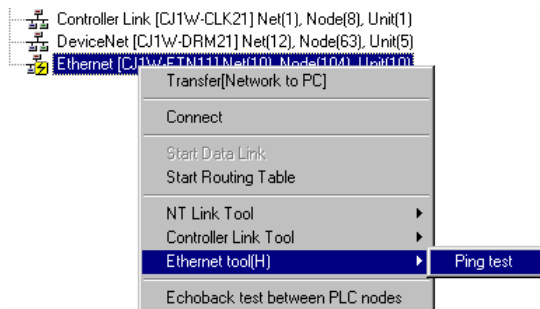 Controller Link [CJ1W-CLK21] Net(1), Node(8), Unit(1)
DeviceNet [CJ1W-DRM21] Net(12), Node(63), Unit(5)
Ethernet [CJ1W-ETN11] Net(10), Node(104), Unit(10)
Transfer[Network to PC]
Connect
Start Data Link
Start Routing Table
NT Link Tool
Controller Link Tool
Ethernet tool(H)
Ping test
Echoback test between PLC nodes